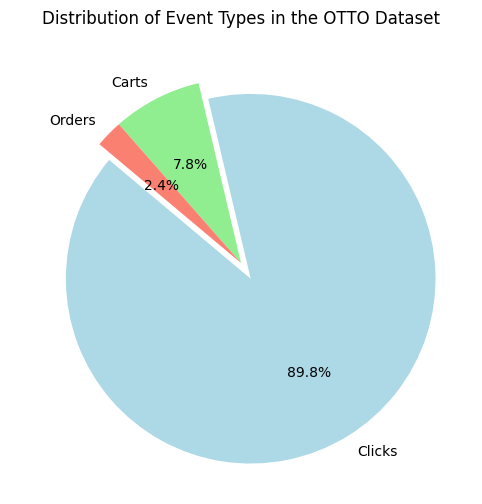 Distribution of Event Types in the OTTO Dataset
Carts
Orders
7.8%
2.4%
89.8%
Clicks